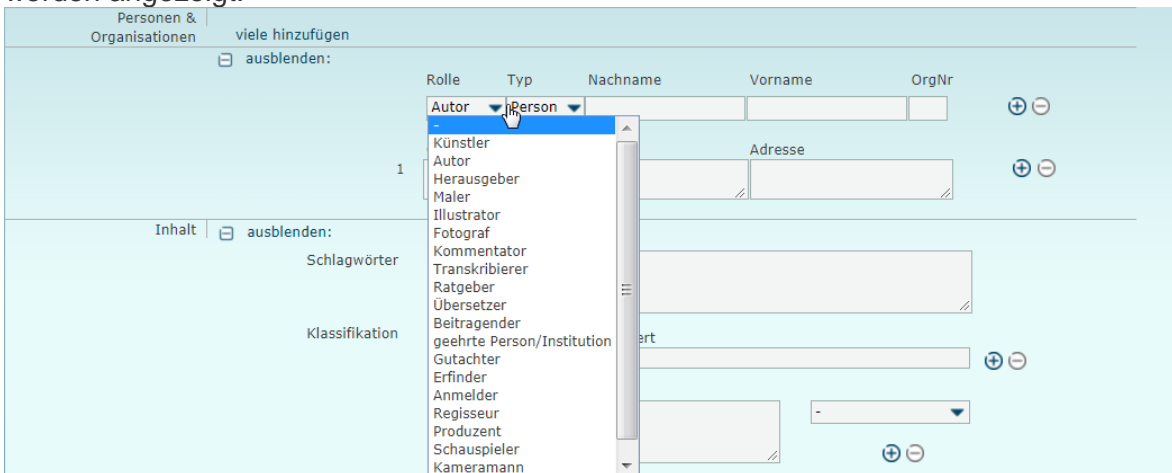 werden angezeigt.
Personen &
Organisationen viele hinzufügen
ausblenden:
Rolle Typ Nachname Vorname OrgNr
Autor Person
-
Künstler
Autor Adresse
1
Herausgeber
Maler
Illustrator
Inhalt ausblenden:
Fotograf
Kommentator
Schlagwörter
Transkribierer
Ratgeber
Übersetzer
Beitragender
Klassifikation
geehrte Person/Institution
Gutachter
Erfinder
Anmelder
Regisseur -
Produzent
Schauspieler
Kameramann